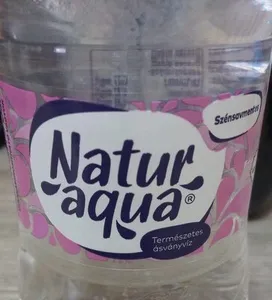 Szénsavmentes
Natur
aqua®
Természetes
ásványvíz